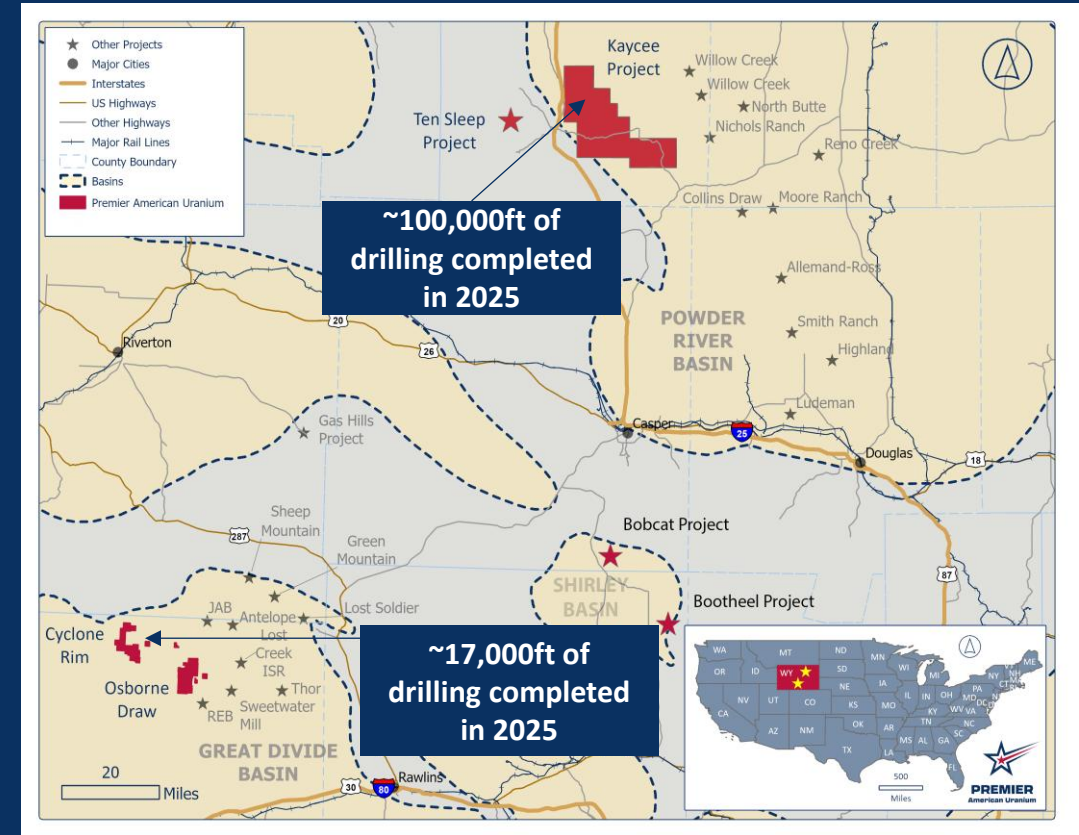 Other Projects
Major Cities
Interstates
US Highways
Other Highways
Major Rail Lines
County Boundary
Basins
Premier American Uranium
Kaycee
Project
Willow Creek
Willow Creek
North Butte
Nichols Ranch
Reno Creek
Ten Sleep
Project
Collins Draw
Moore Ranch
~100,000ft of
drilling completed
in 2025
Allemand-Ross
POWDER
RIVER
BASIN
Smith Ranch
Highland
20
26
Riverton
Ludeman
Gas Hills
Project
Casper
25
Douglas
18
Sheep
Mountain
287
Green
Mountain
Bobcat Project
SHIRLEY
BASIN
87
Bootheel Project
JAB
Antelope
Lost Soldier
Cyclone
Rim
Lost
Creek
ISR
~17,000ft of
drilling completed
in 2025
Osborne
Draw
Thor
REB
Sweetwater
Mill
GREAT DIVIDE
BASIN
20
Miles
30
80
Rawlins
WA
MT
ND
MN
OR
ID
WY
SD
WI
MI
NY
ME
NH
MA
CT
NV
UT
CO
NE
IA
IL
IN
OH
PA
MD
DC
CA
KS
MO
KY
WV
VA
AZ
NM
OK
AR
TN
NC
SC
TX
LA
MS
AL
GA
FL
500
Miles
PREMIER
American Uranium